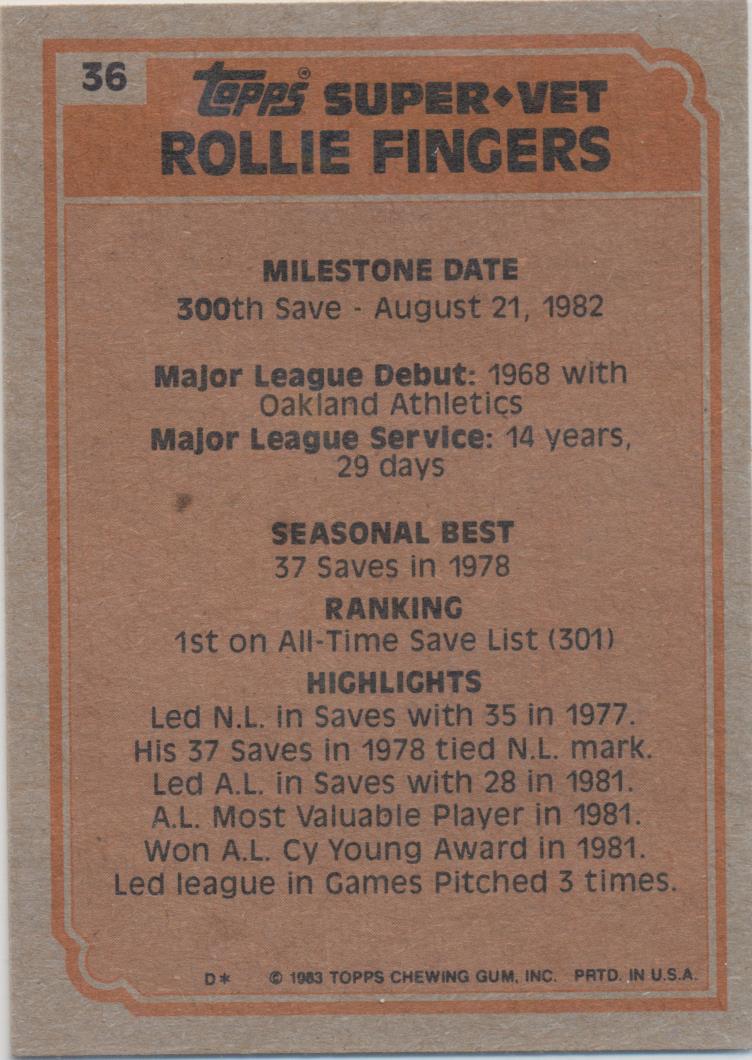 36
Topps® SUPER◆VET
ROLLIE FINGERS
MILESTONE DATE
300th Save - August 21, 1982
Major League Debut: 1968 with
Oakland Athletics
Major League Service: 14 years,
29 days
SEASONAL BEST
37 Saves in 1978
RANKING
1st on All-Time Save List (301)
HIGHLIGHTS
Led N.L. in Saves with 35 in 1977.
His 37 Saves in 1978 tied N.L. mark.
Led A.L. in Saves with 28 in 1981.
A.L. Most Valuable Player in 1981.
Won A.L. Cy Young Award in 1981.
Led league in Games Pitched 3 times.
D* © 1983 TOPPS CHEWING GUM, INC. PRTD. IN U.S.A.